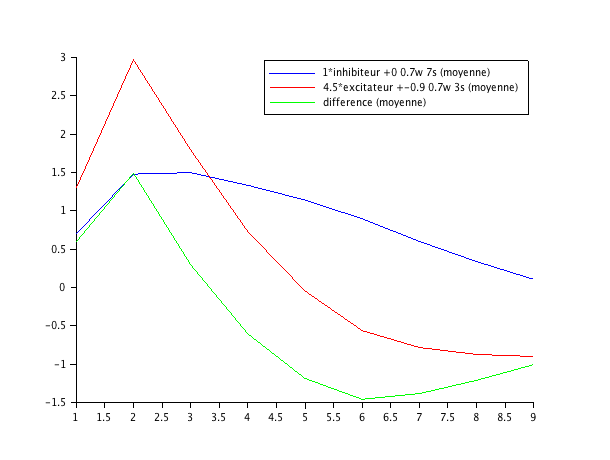 3
1*inhibiteur +0 0.7w 7s (moyenne)
4.5*excitateur +-0.9 0.7w 3s (moyenne)
difference (moyenne)
2.5
2
1.5
1
0.5
0
−0.5
−1
−1.5
1 1.5 2 2.5 3 3.5 4 4.5 5 5.5 6 6.5 7 7.5 8 8.5 9